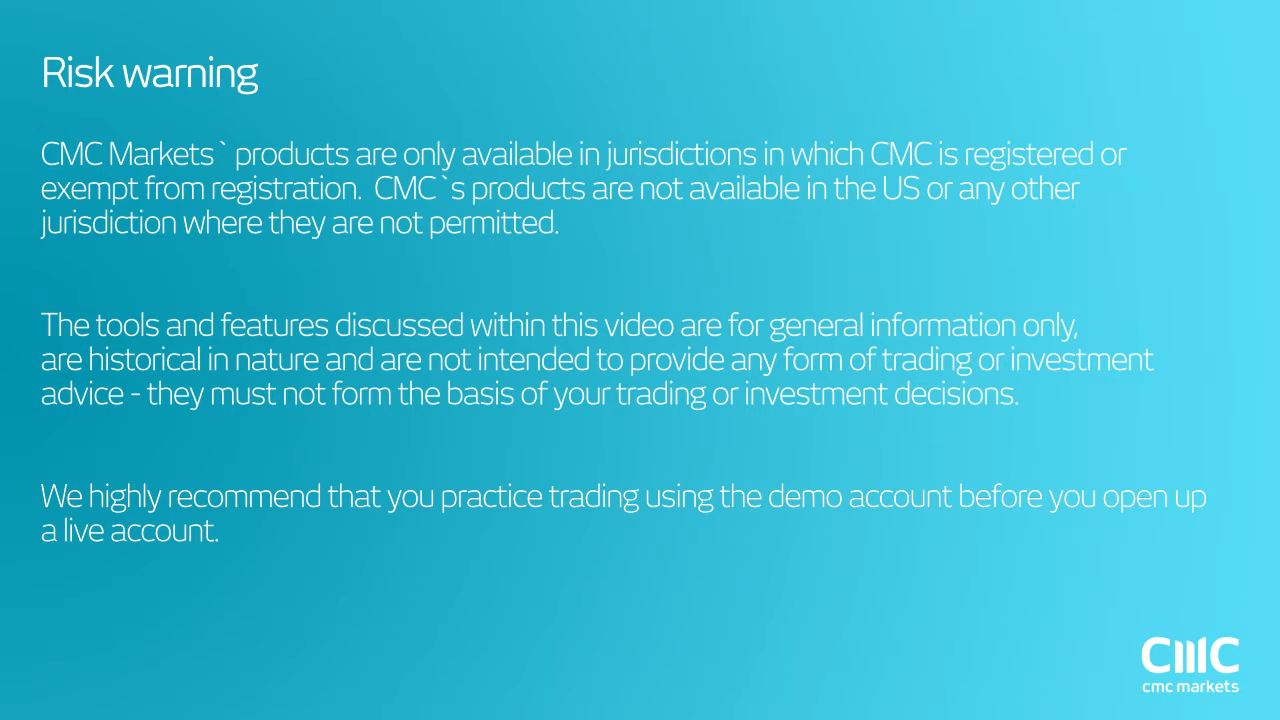 Risk warning
CMC Markets` products are only available in jurisdictions in which CMC is registered or
exempt from registration.  CMC`s products are not available in the US or any other
jurisdiction where they are not permitted.
The tools and features discussed within this video are for general information only,
are historical in nature and are not intended to provide any form of trading or investment
advice - they must not form the basis of your trading or investment decisions.
We highly recommend that you practice trading using the demo account before you open up
a live account.
CMC
cmc markets